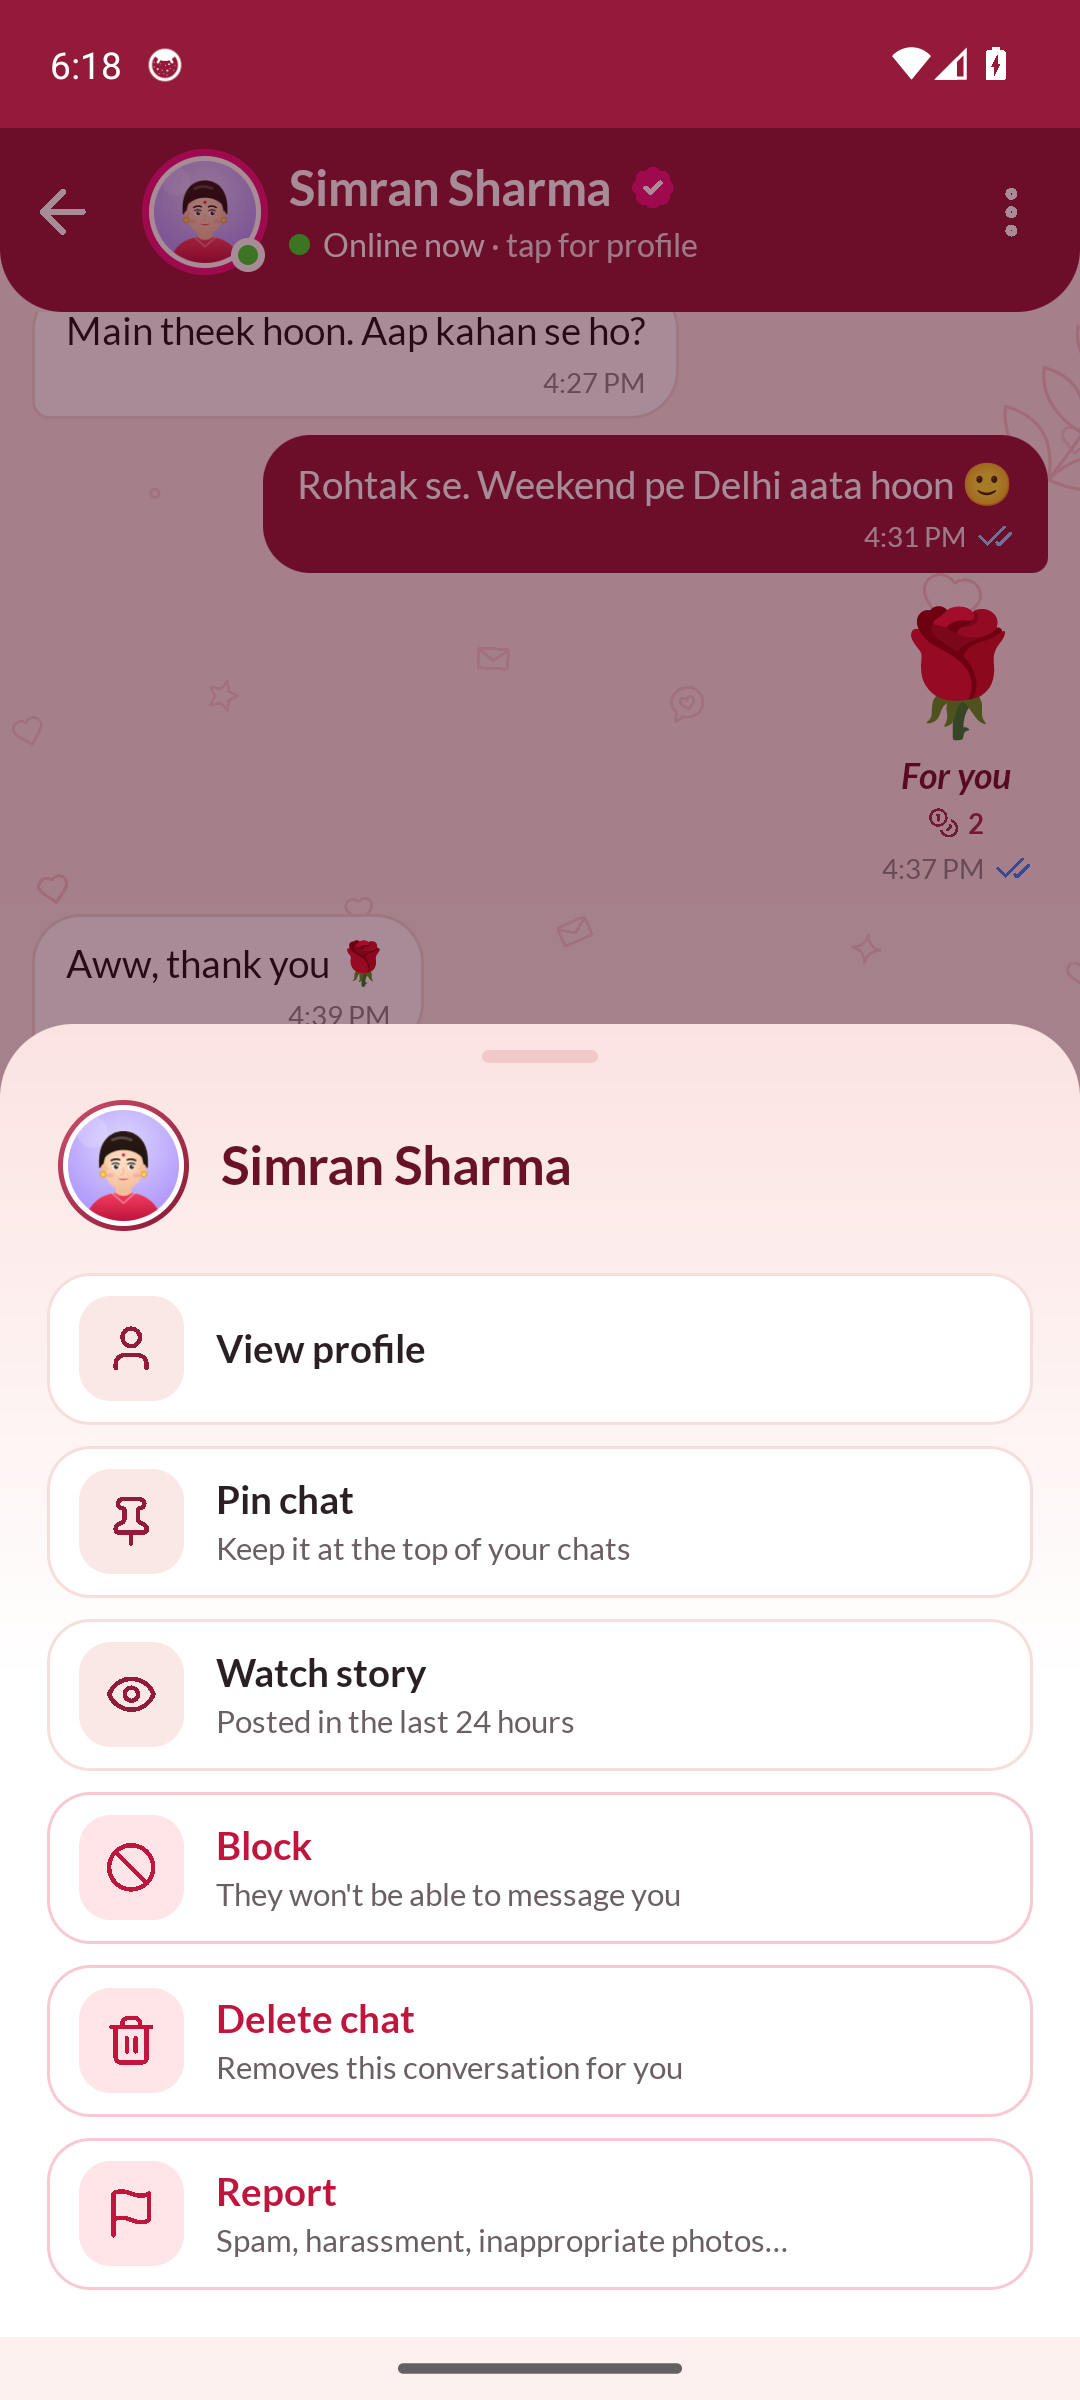 6:18
Simran Sharma
Online now · tap for profile
Main theek hoon. Aap kahan se ho?
4:27 PM
Rohtak se. Weekend pe Delhi aata hoon 🙂
4:31 PM
For you
2
4:37 PM
Aww, thank you 🌹
4:39 PM
Simran Sharma
View profile
Pin chat
Keep it at the top of your chats
Watch story
Posted in the last 24 hours
Block
They won't be able to message you
Delete chat
Removes this conversation for you
Report
Spam, harassment, inappropriate photos...